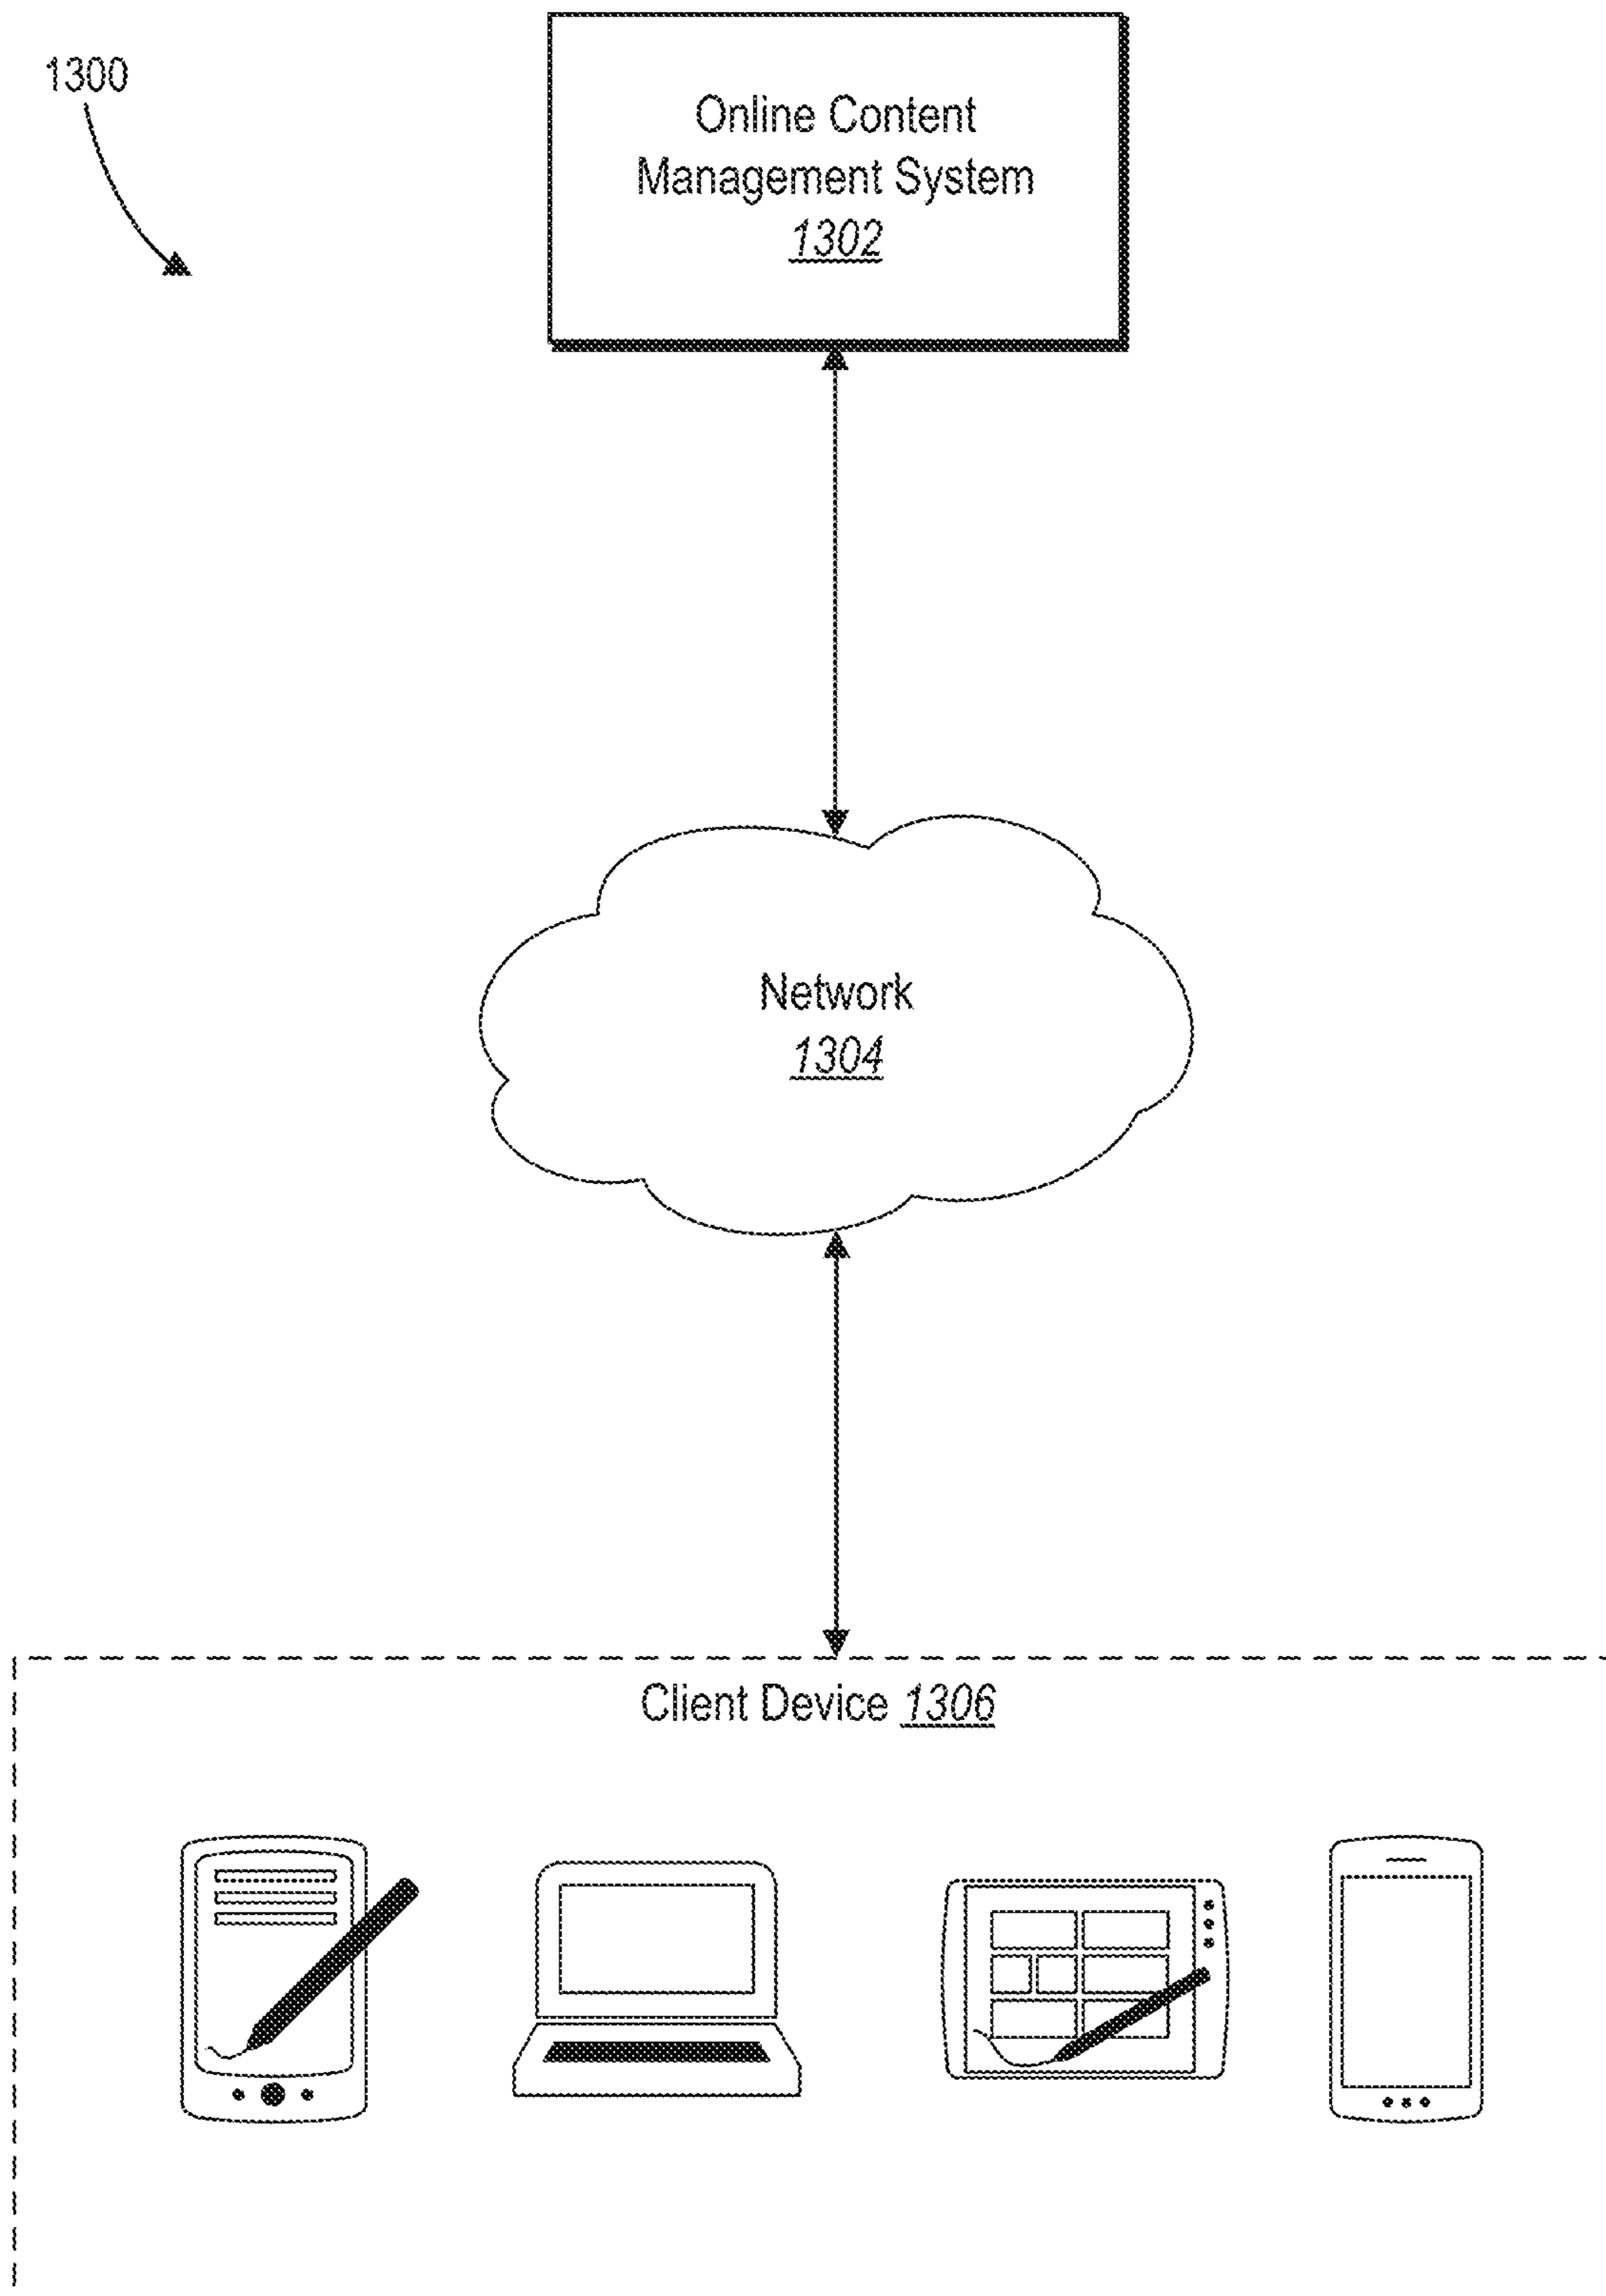 1300
Online Content
Management System
1302
Network
1304
Client Device 1306